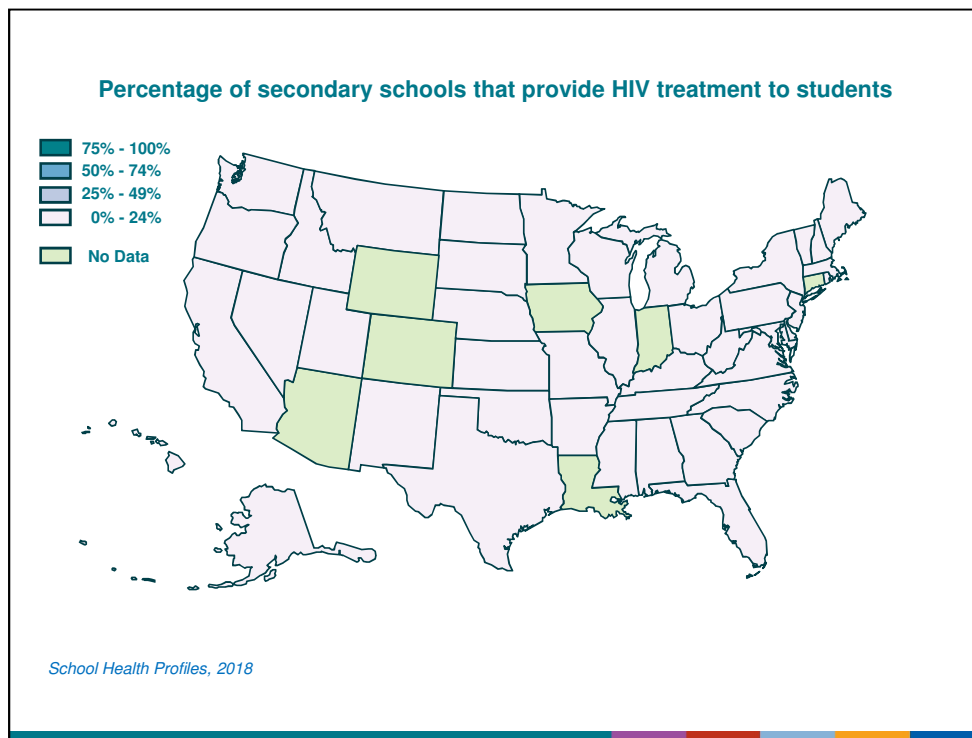 Percentage of secondary schools that provide HIV treatment to students
75% - 100%
50% - 74%
25% - 49%
0% - 24%
No Data
School Health Profiles, 2018